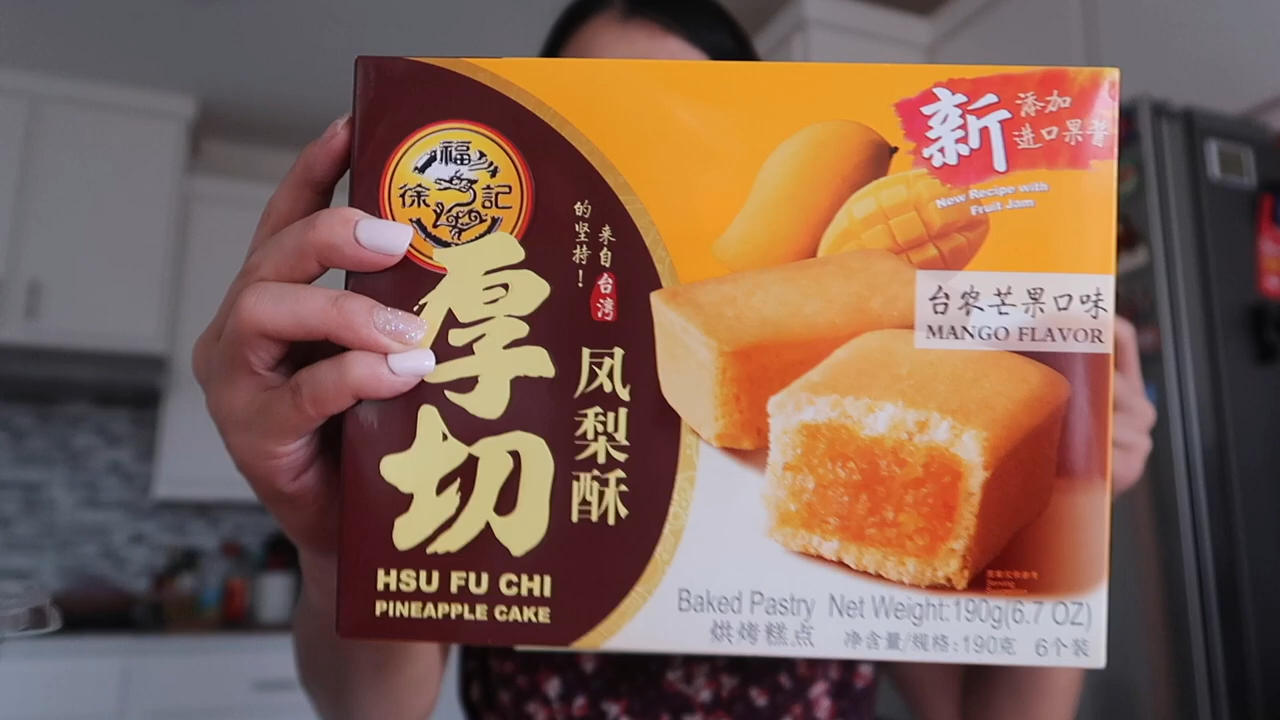 徐福記
厚切
来自台湾
的坚持!
凤梨酥
HSU FU CHI
PINEAPPLE CAKE
新
添加
进口果酱
New Recipe with
Fruit Jam
台农芒果口味
MANGO FLAVOR
Baked Pastry Net Weight:190g(6.7 OZ)
烘烤糕点 净含量/规格:190克 6个装